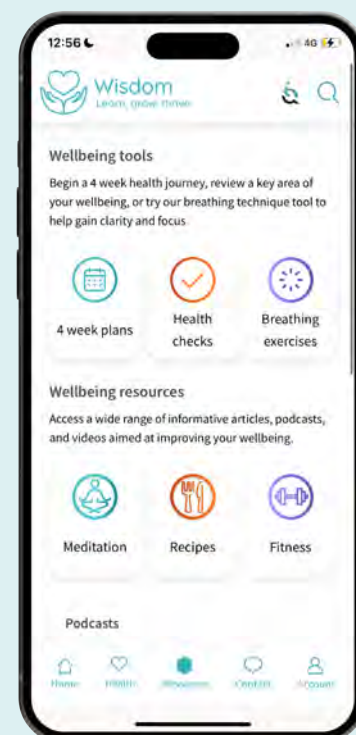 12:56
4G
Wisdom
Learn, grow, thrive.
Wellbeing tools
Begin a 4 week health journey, review a key area of
your wellbeing, or try our breathing technique tool to
help gain clarity and focus
4 week plans
Health
checks
Breathing
exercises
Wellbeing resources
Access a wide range of informative articles, podcasts,
and videos aimed at improving your wellbeing.
Meditation
Recipes
Fitness
Podcasts
Home
Health
Resources
Contact
Account